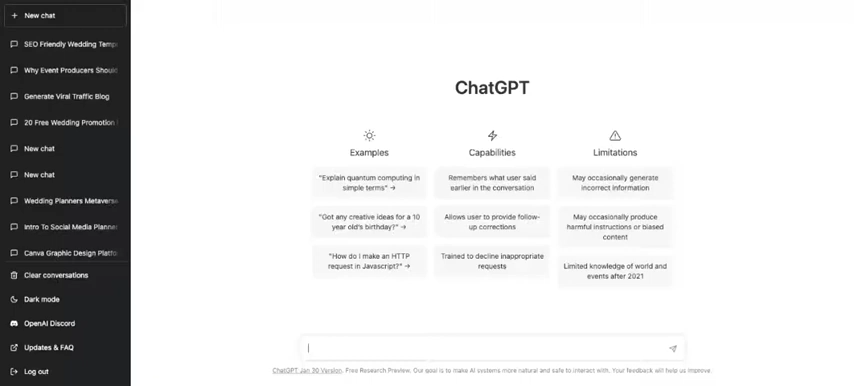 New chat
SEO Friendly Wedding Temp
Why Event Producers Should
Generate Viral Traffic Blog
20 Free Wedding Promotion
New chat
New chat
Wedding Planners Metaverse
Intro To Social Media Planner
Canva Graphic Design Platfo
Clear conversations
Dark mode
OpenAI Discord
Updates & FAQ
Log out
ChatGPT
Examples
"Explain quantum computing in
simple terms" →
"Got any creative ideas for a 10
year old's birthday?" →
"How do I make an HTTP
request in Javascript?" →
Capabilities
Remembers what user said
earlier in the conversation
Allows user to provide follow-
up corrections
Trained to decline inappropriate
requests
Limitations
May occasionally generate
incorrect information
May occasionally produce
harmful instructions or biased
content
Limited knowledge of world and
events after 2021
ChatGPT Jan 30 Version. Free Research Preview. Our goal is to make AI systems more natural and safe to interact with. Your feedback will help us improve.